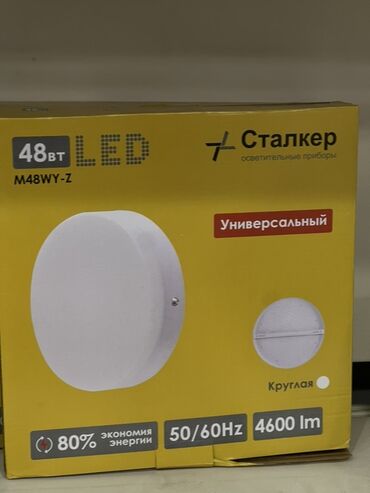 48вт LED
M48WY-Z
Сталкер
осветительные приборы
Универсальный
Круглая
80% экономия энергии
50/60Hz
4600 lm